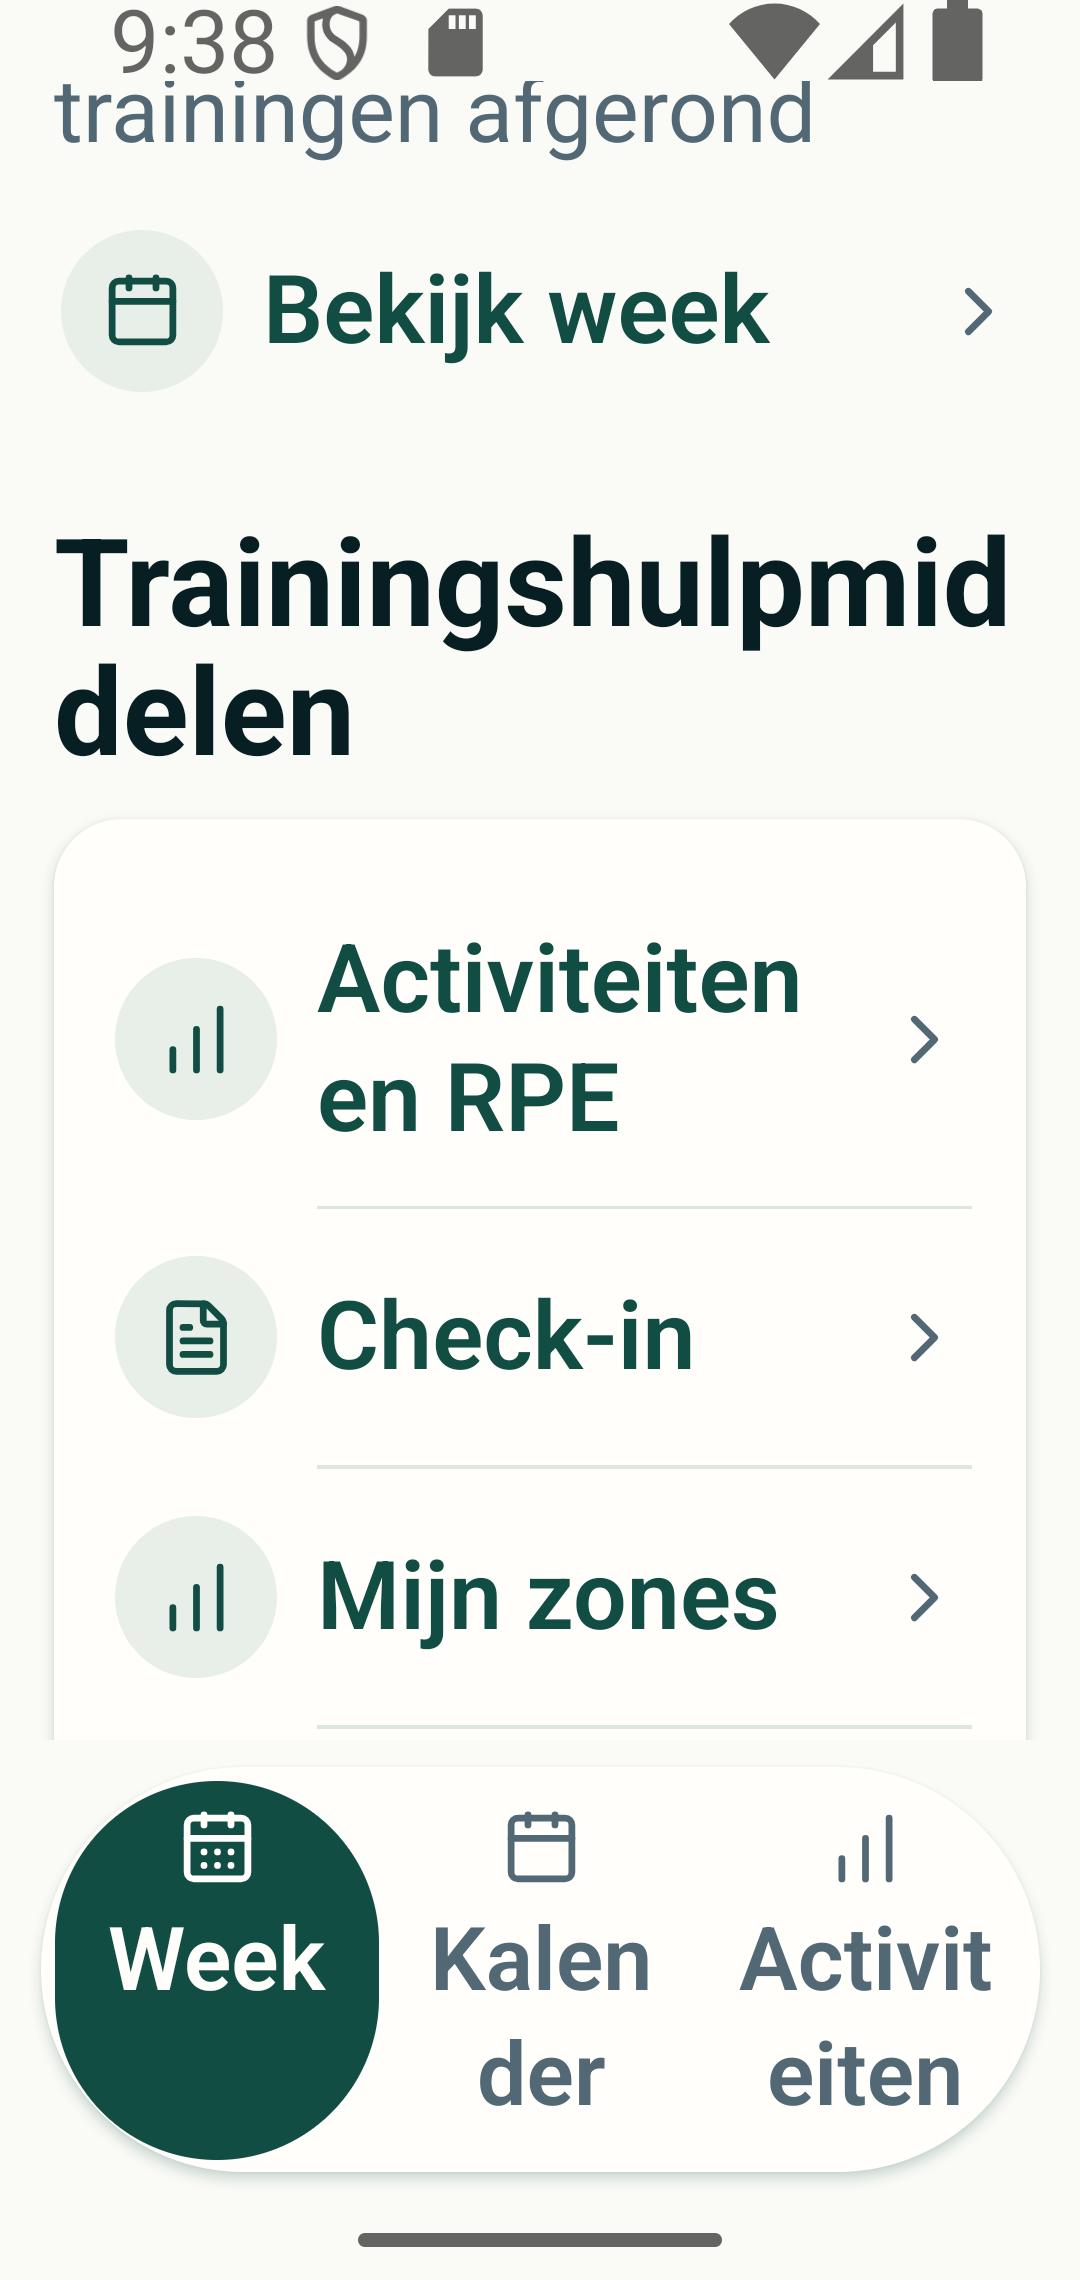 9:38
trainingen afgerond
Bekijk week
Trainingshulpmid
delen
Activiteiten
en RPE
Check-in
Mijn zones
Week
Kalen
der
Activit
eiten